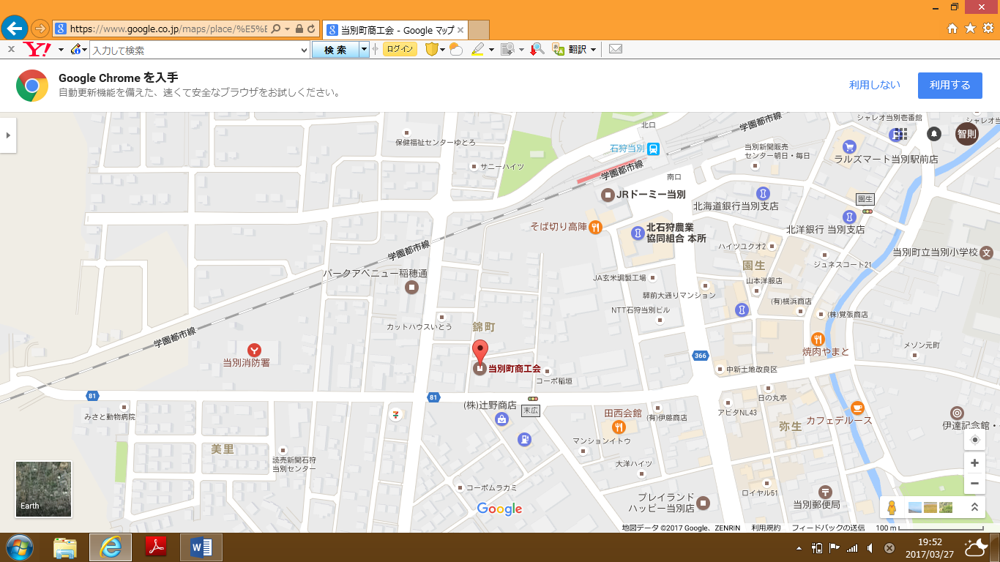 https://www.google.co.jp/maps/place/%E5%E
当別町商工会 - Google マップ
Y!
入力して検索
検 索
ログイン
翻訳
Google Chrome を入手
自動更新機能を備えた、速くて安全なブラウザをお試しください。
利用しない
利用する
シャレオ当別壱番館
シャレオ当
北口
学園都市線
保健福祉センターゆとろ
石狩当別
当別新聞販売
センター朝日・毎日
智則
ラルズマート当別駅前店
サニーハイツ
学園都市線
南口
JRドーミー当別
北海道銀行当別支店
園生
そば切り高陣
北石狩農業
協同組合 本所
北洋銀行 当別支店
学園都市線
ハイツユクオ2
当別町立当別小学校
ジュネスコート21
園生
パークアベニュー稲穂通
JA玄米調製工場
山本洋服店
驛前大通りマンション
(有)横浜商店
NTT石狩当別ビル
(株)覚張商店
カットハウスいとう
錦町
学園都市線
メゾン元町
焼肉やまと
当別消防署
366
当別町商工会
中新土地改良区
コーポ稲垣
81
81
日の丸亭
(株)辻野商店
末広
みさと動物病院
田西会館
(有)伊藤商店
アビタNL43
カフェデルース
弥生
伊達記念館・
マンションイトウ
美里
読売新聞石狩
当別センター
大洋ハイツ
コーポムラガミ
ロイヤル51
プレイランド
ハッピー当別店
当別郵便局
Earth
Google
地図データ ©2017 Google、ZENRIN
利用規約
フィードバックの送信
100 m
19:52
2017/03/27